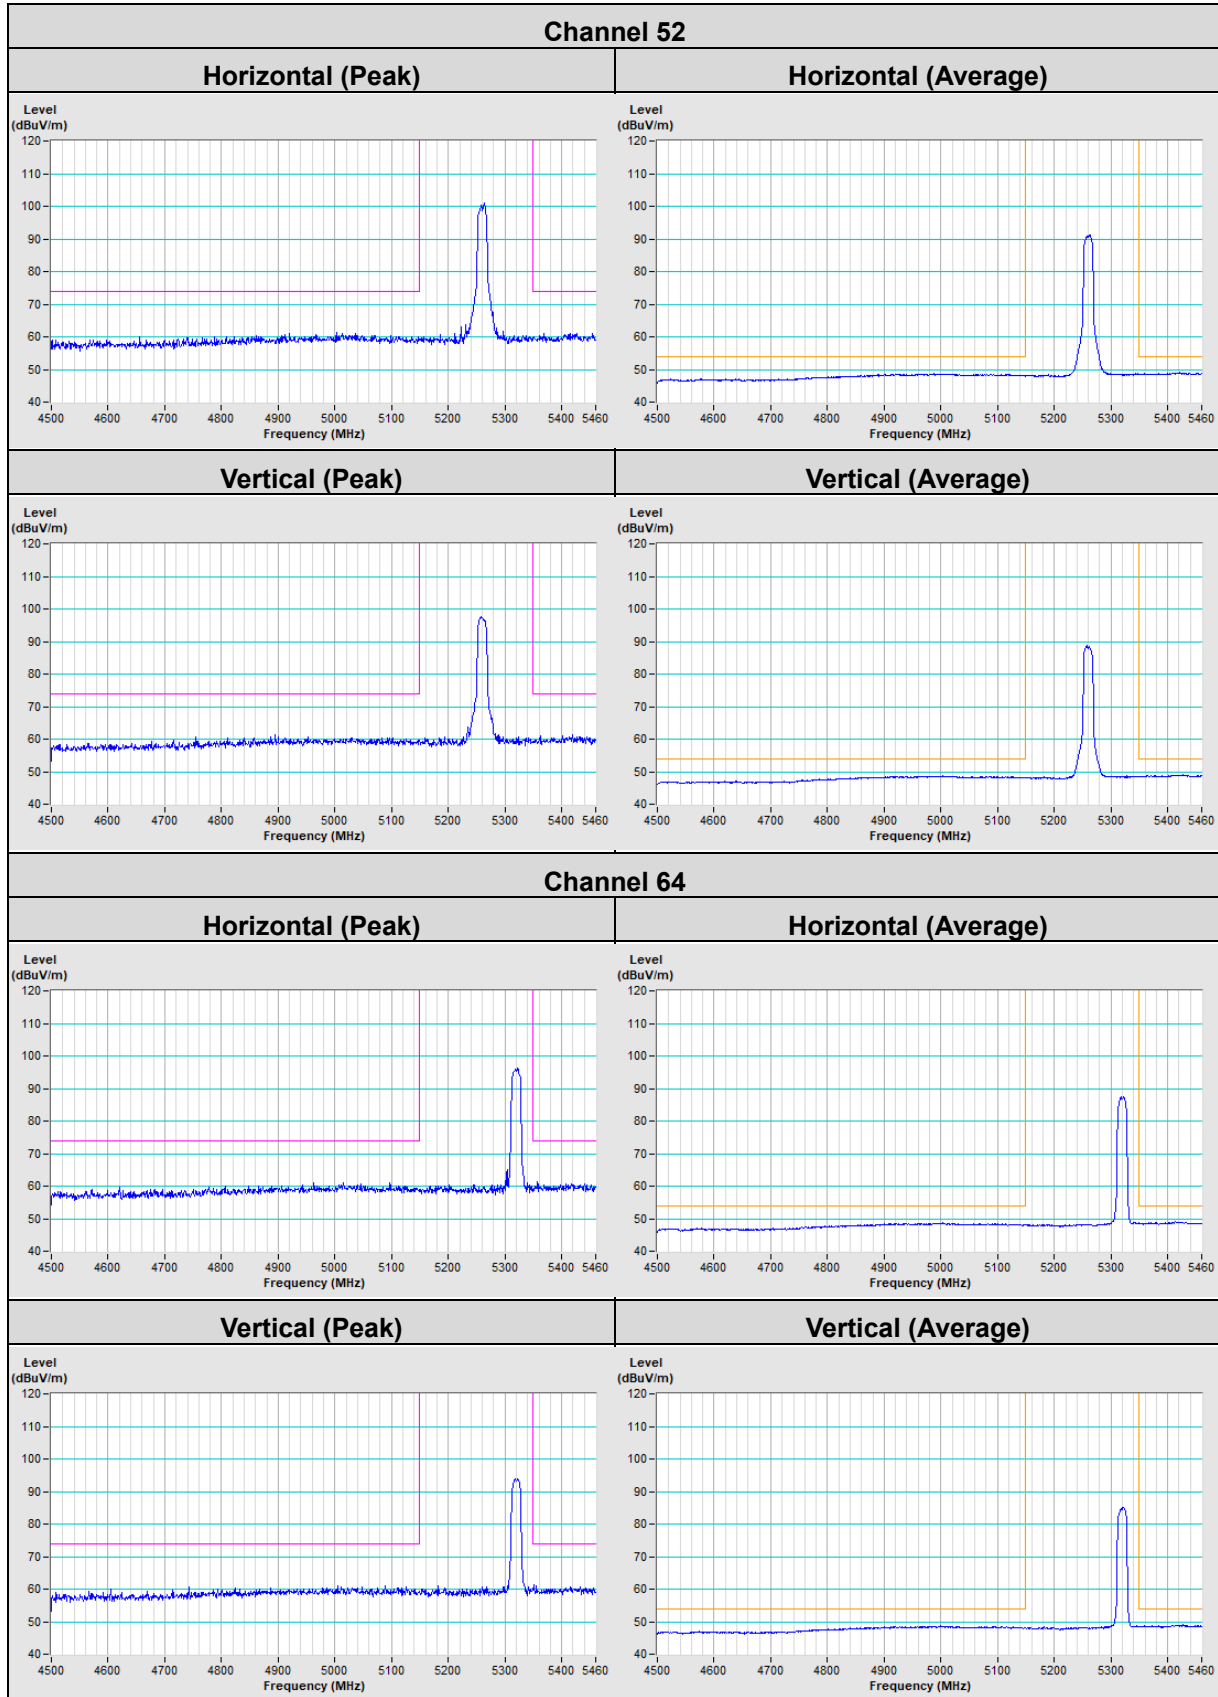 Channel 52
Horizontal (Peak) Horizontal (Average)
Level Level
(dBuV/m) (dBuV/m)
120 120
110 110
100 100
90 90
80 80
70 70
60 60
50 50
40 40
4500 4600 4700 4800 4900 5000 5100 5200 5300 5400 5460 4500 4600 4700 4800 4900 5000 5100 5200 5300 5400 5460
Frequency (MHz) Frequency (MHz)
Vertical (Peak) Vertical (Average)
Level Level
(dBuV/m) (dBuV/m)
120 120
110 110
100 100
90 90
80 80
70 70
60 60
50 50
40 40
4500 4600 4700 4800 4900 5000 5100 5200 5300 5400 5460 4500 4600 4700 4800 4900 5000 5100 5200 5300 5400 5460
Frequency (MHz) Frequency (MHz)
Channel 64
Horizontal (Peak) Horizontal (Average)
Level Level
(dBuV/m) (dBuV/m)
120 120
110 110
100 100
90 90
80 80
70 70
60 60
50 50
40 40
4500 4600 4700 4800 4900 5000 5100 5200 5300 5400 5460 4500 4600 4700 4800 4900 5000 5100 5200 5300 5400 5460
Frequency (MHz) Frequency (MHz)
Vertical (Peak) Vertical (Average)
Level Level
(dBuV/m) (dBuV/m)
120 120
110 110
100 100
90 90
80 80
70 70
60 60
50 50
40 40
4500 4600 4700 4800 4900 5000 5100 5200 5300 5400 5460 4500 4600 4700 4800 4900 5000 5100 5200 5300 5400 5460
Frequency (MHz) Frequency (MHz)